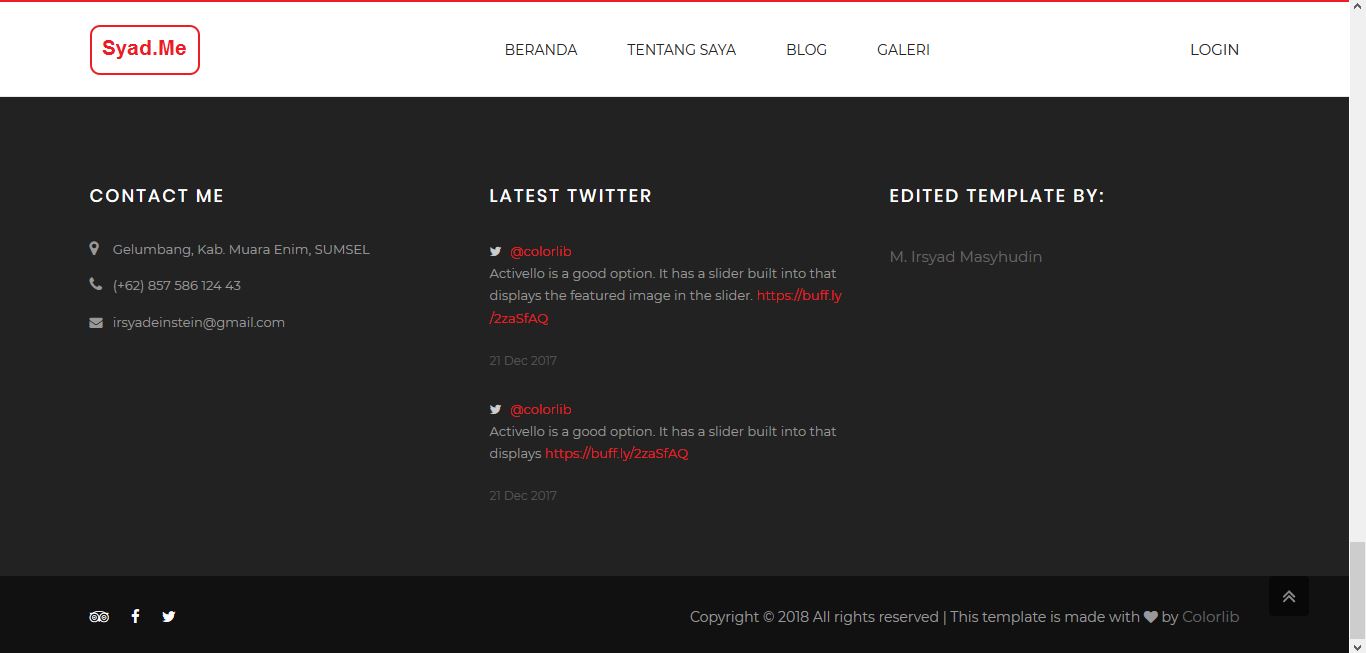 Syad.Me
BERANDA TENTANG SAYA BLOG GALERI LOGIN
CONTACT ME
Gelumbang, Kab. Muara Enim, SUMSEL
(+62) 857 586 124 43
irsyadeinstein@gmail.com
LATEST TWITTER
@colorlib
Activello is a good option. It has a slider built into that
displays the featured image in the slider. https://buff.ly
/2zaSfAQ
21 Dec 2017
@colorlib
Activello is a good option. It has a slider built into that
displays https://buff.ly/2zaSfAQ
21 Dec 2017
EDITED TEMPLATE BY:
M. Irsyad Masyhudin
Copyright © 2018 All rights reserved | This template is made with ♥ by Colorlib